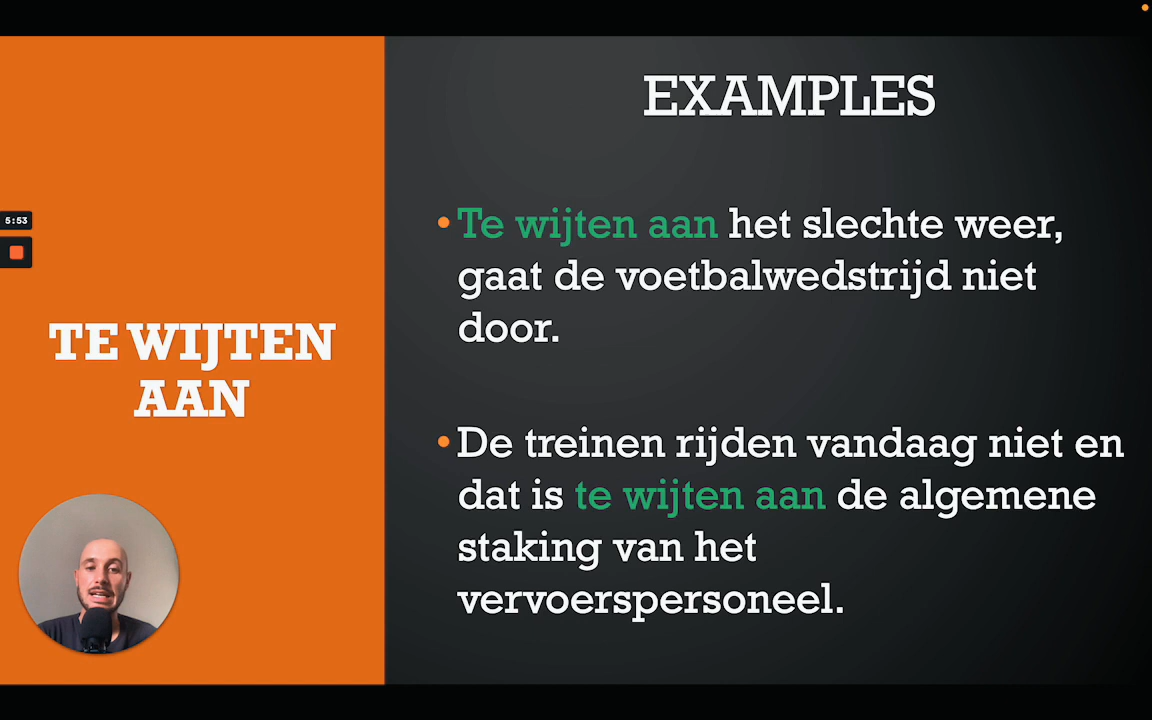 EXAMPLES
Te wijten aan het slechte weer,
gaat de voetbalwedstrijd niet
door.
De treinen rijden vandaag niet en
dat is te wijten aan de algemene
staking van het
vervoerspersoneel.
5:53
TE WIJTEN
AAN